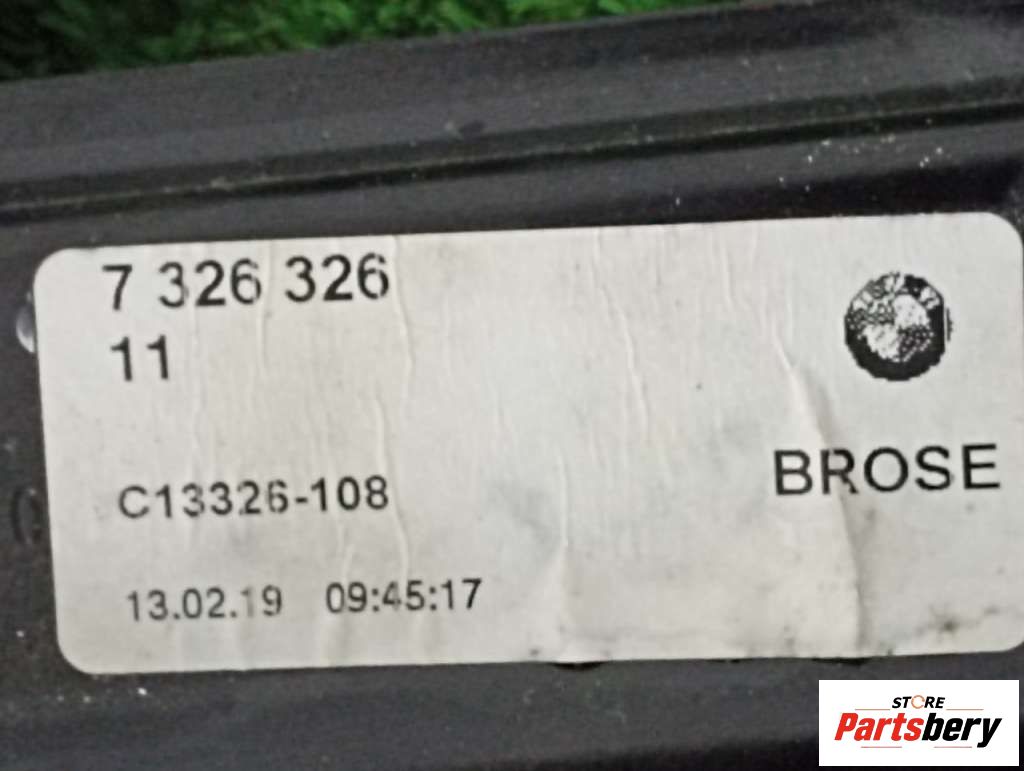 7 326 326
11
C13326-108
BROSE
13.02.19 09:45:17
STORE
Partsbery